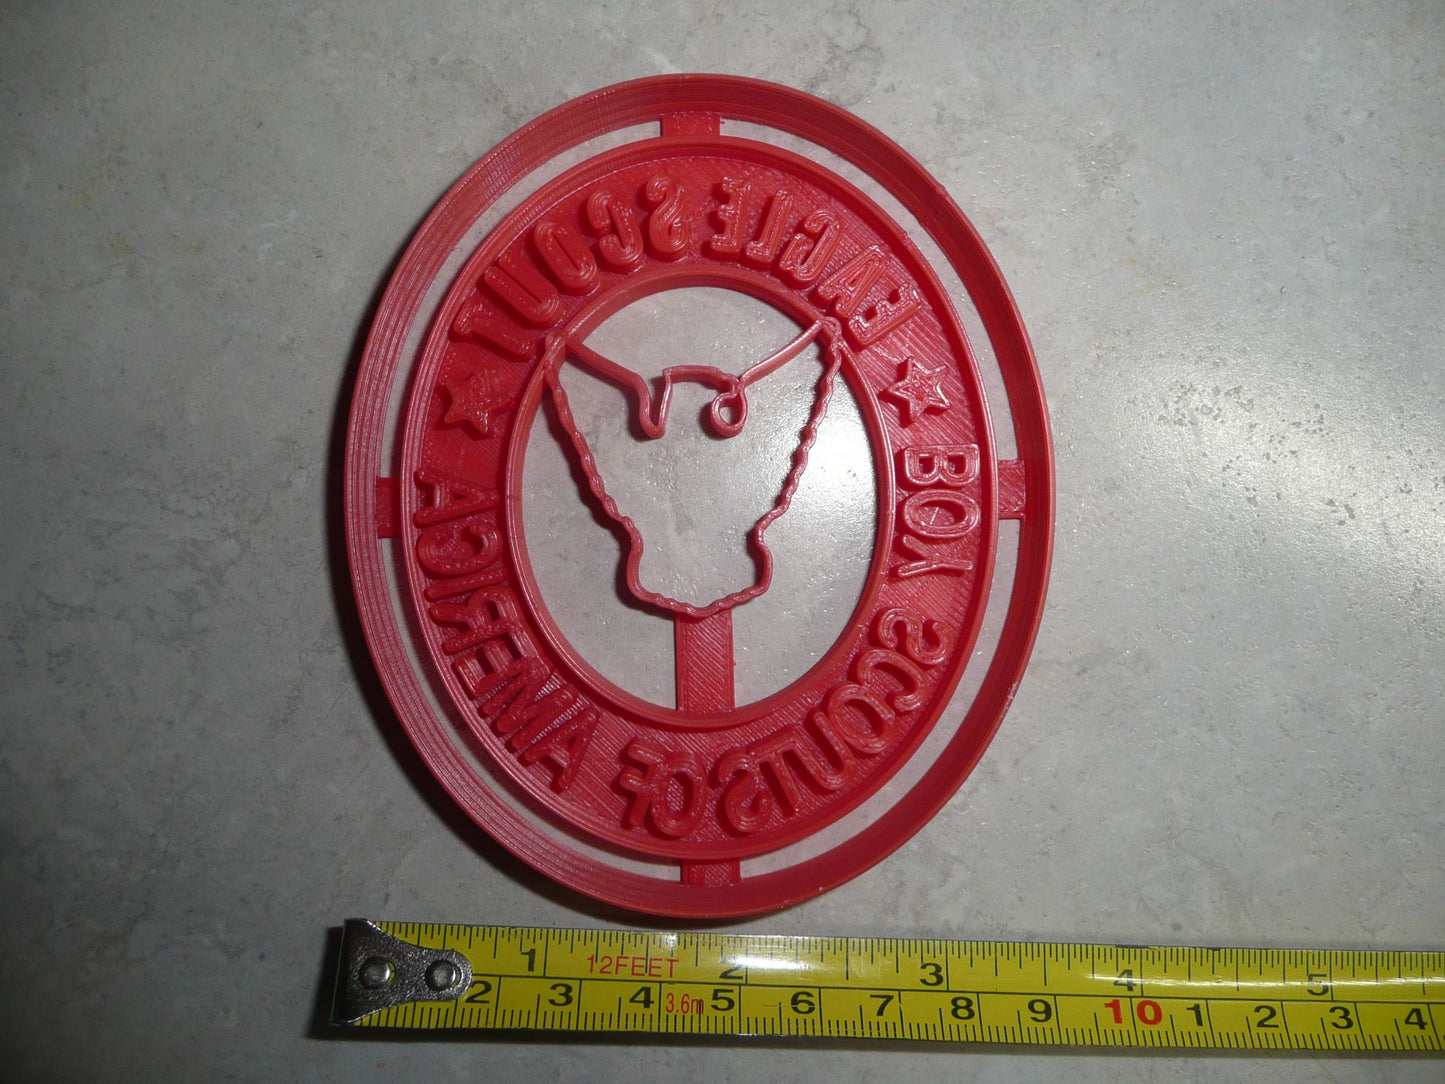 EAGLE SCOUT
BOY SCOUTS OF AMERICA
1 12FEET 2 3 4 5
2 3 4 3.6m 5 6 7 8 9 10 1 2 3 4